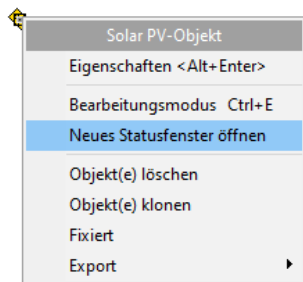 Solar PV-Objekt
Eigenschaften <Alt+Enter>
Bearbeitungsmodus Ctrl+E
Neues Statusfenster öffnen
Objekt(e) löschen
Objekt(e) klonen
Fixiert
Export